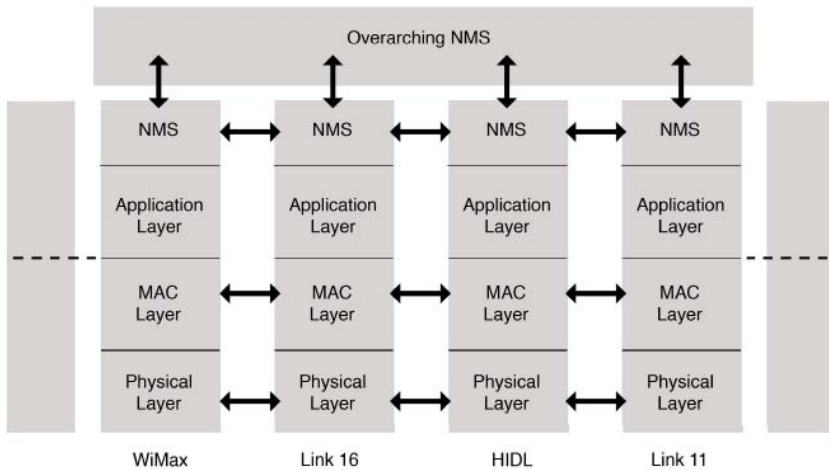 Overarching NMS
NMS NMS NMS NMS
Application Application Application Application
Layer Layer Layer Layer
MAC MAC MAC MAC
Layer Layer Layer Layer
Physical Physical Physical Physical
Layer Layer Layer Layer
WiMax Link 16 HIDL Link 11